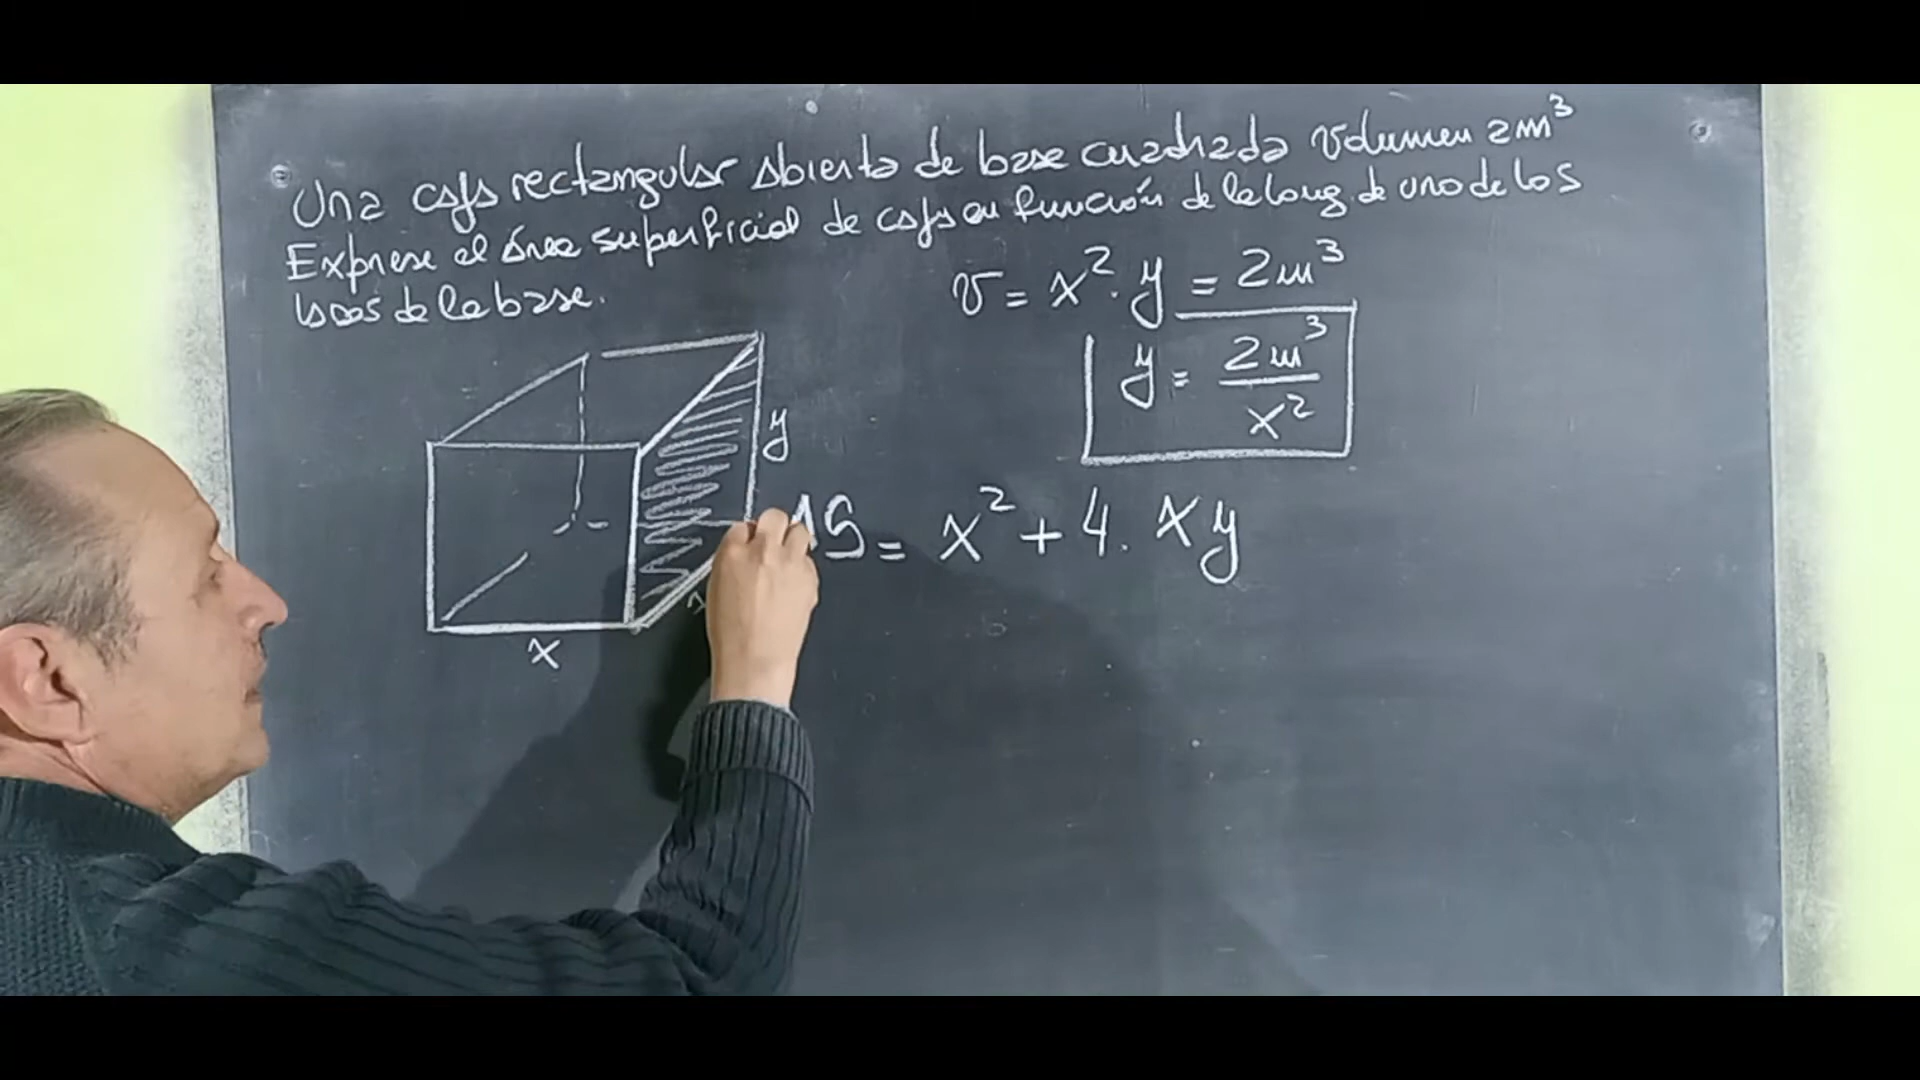 Una caja rectangular abierta de base cuadrada volumen 2m³
Exprese el área superficial de caja en función de la long. de uno de los
lados de la base.
v = x² . y = 2m³
y = 2m³ / x²
y
AS = x² + 4 . xy
x